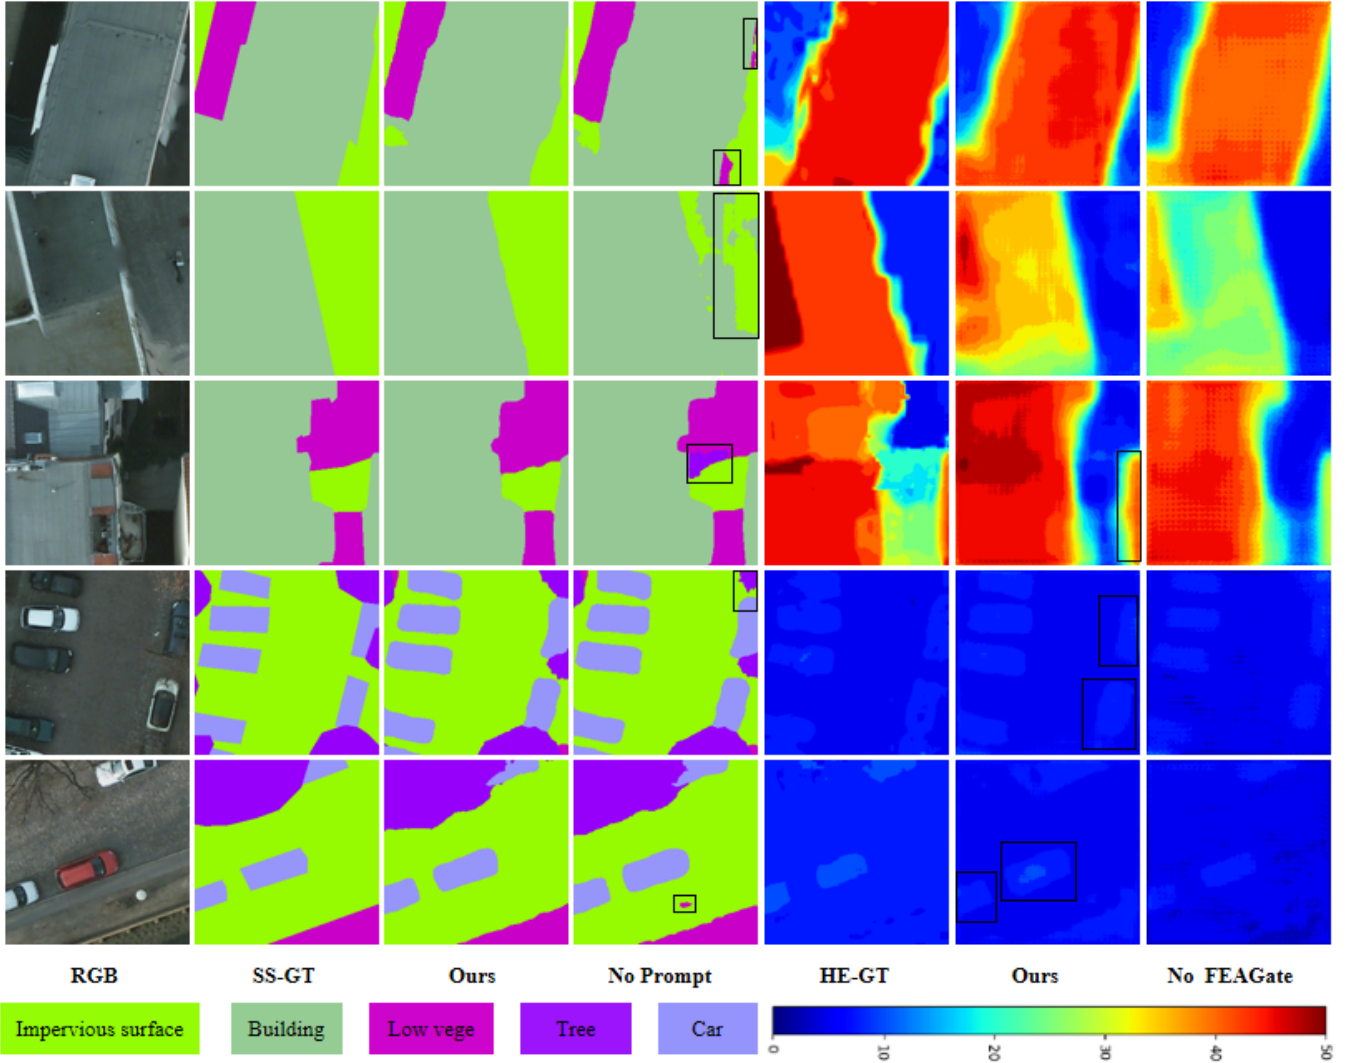 RGB SS-GT Ours No Prompt HE-GT Ours No FEAGate
Impervious surface Building Low vege Tree Car
0 10 20 30 40 50